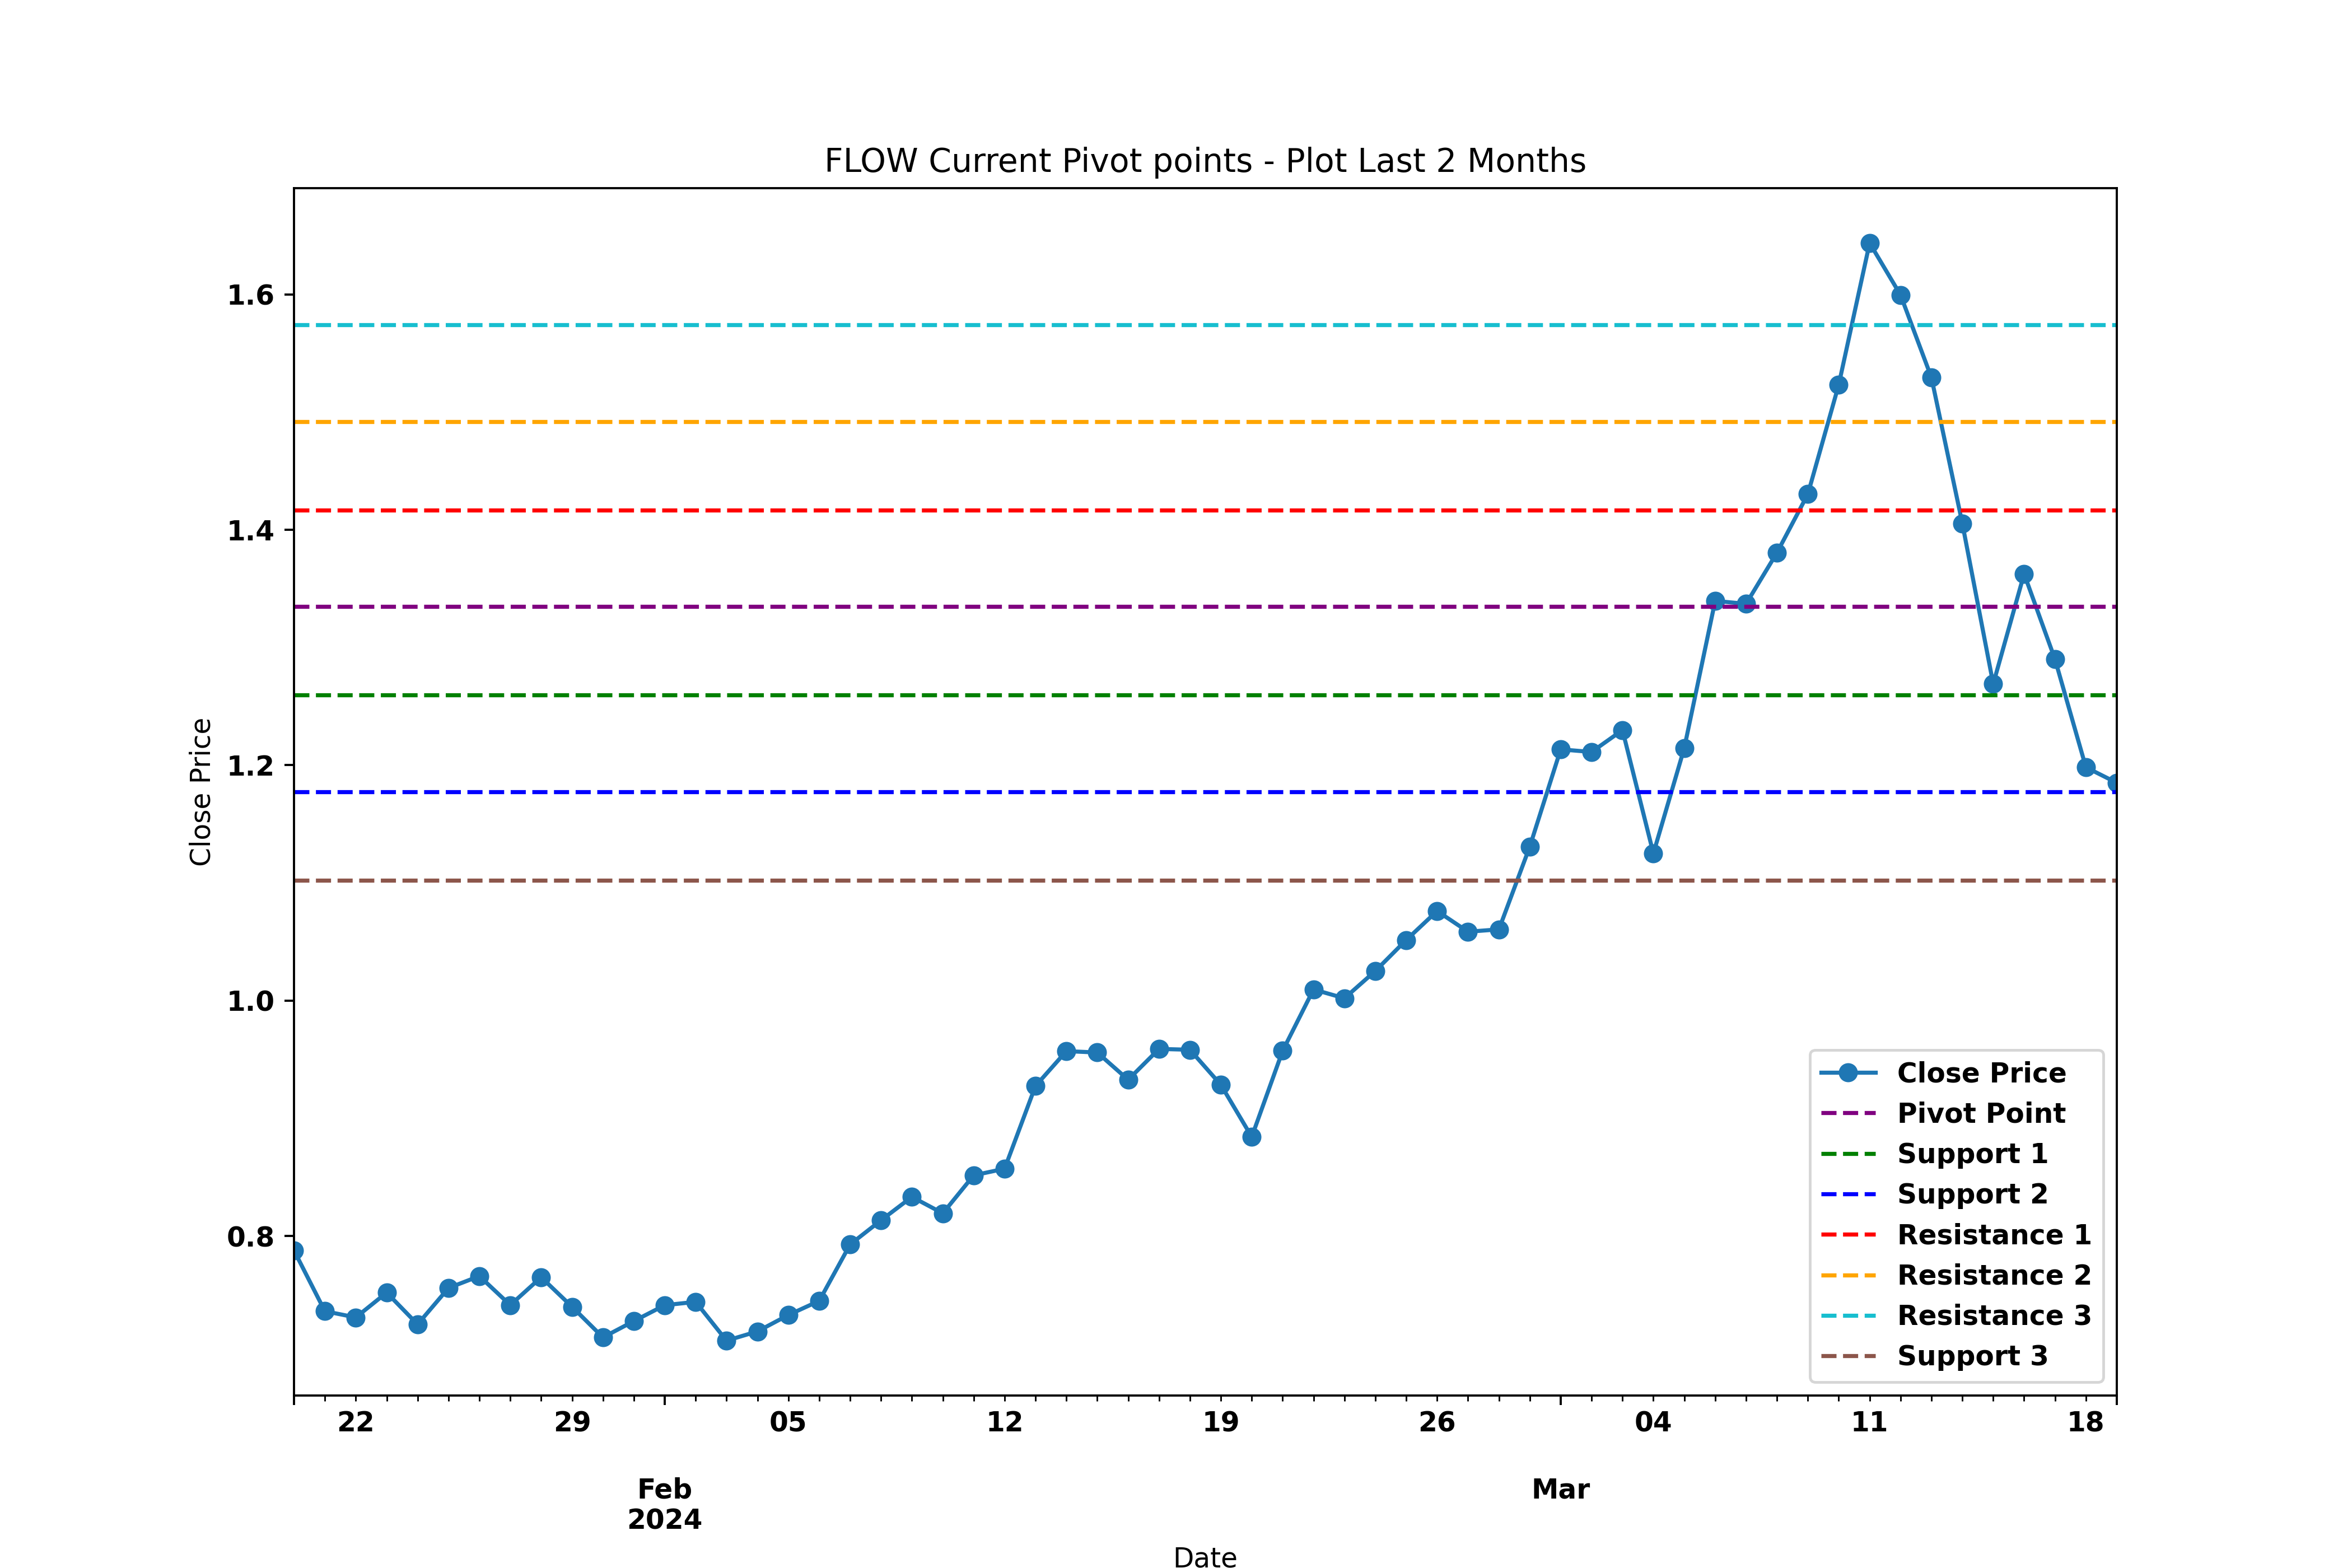 FLOW Current Pivot points - Plot Last 2 Months
Close Price
1.6
1.4
1.2
1.0
0.8
Close Price
Pivot Point
Support 1
Support 2
Resistance 1
Resistance 2
Resistance 3
Support 3
22 29 05 12 19 26 04 11 18
Feb Mar
2024
Date